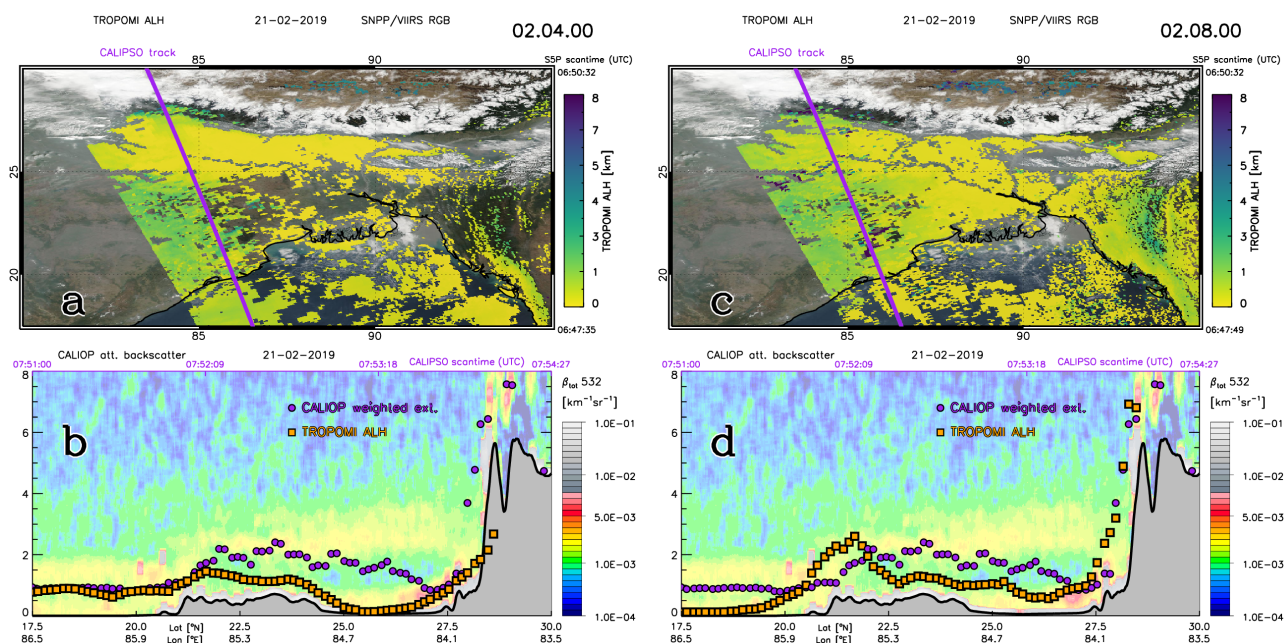 TROPOMI ALH 21-02-2019 SNPP/VIIRS RGB
02.04.00
CALIPSO track
85 90
S5P scantime (UTC)
06:50:32
25
20
a
85 90
06:47:35
8
7
6
5
4
3
2
1
0
TROPOMI ALH [km]
TROPOMI ALH 21-02-2019 SNPP/VIIRS RGB
02.08.00
CALIPSO track
85 90
S5P scantime (UTC)
06:50:32
25
20
c
85 90
06:47:49
8
7
6
5
4
3
2
1
0
TROPOMI ALH [km]
CALIOP att. backscatter 21-02-2019
07:51:00 07:52:09 07:53:18 CALIPSO scantime (UTC) 07:54:27
8
6
4
2
0
b
CALIOP weighted ext.
TROPOMI ALH
17.5 20.0 22.5 25.0 27.5 30.0
Lat [°N]
86.5 85.9 85.3 84.7 84.1 83.5
Lon [°E]
βtot 532
[km⁻¹sr⁻¹]
1.0E-01
1.0E-02
5.0E-03
1.0E-03
1.0E-04
CALIOP att. backscatter 21-02-2019
07:51:00 07:52:09 07:53:18 CALIPSO scantime (UTC) 07:54:27
8
6
4
2
0
d
CALIOP weighted ext.
TROPOMI ALH
17.5 20.0 22.5 25.0 27.5 30.0
Lat [°N]
86.5 85.9 85.3 84.7 84.1 83.5
Lon [°E]
βtot 532
[km⁻¹sr⁻¹]
1.0E-01
1.0E-02
5.0E-03
1.0E-03
1.0E-04